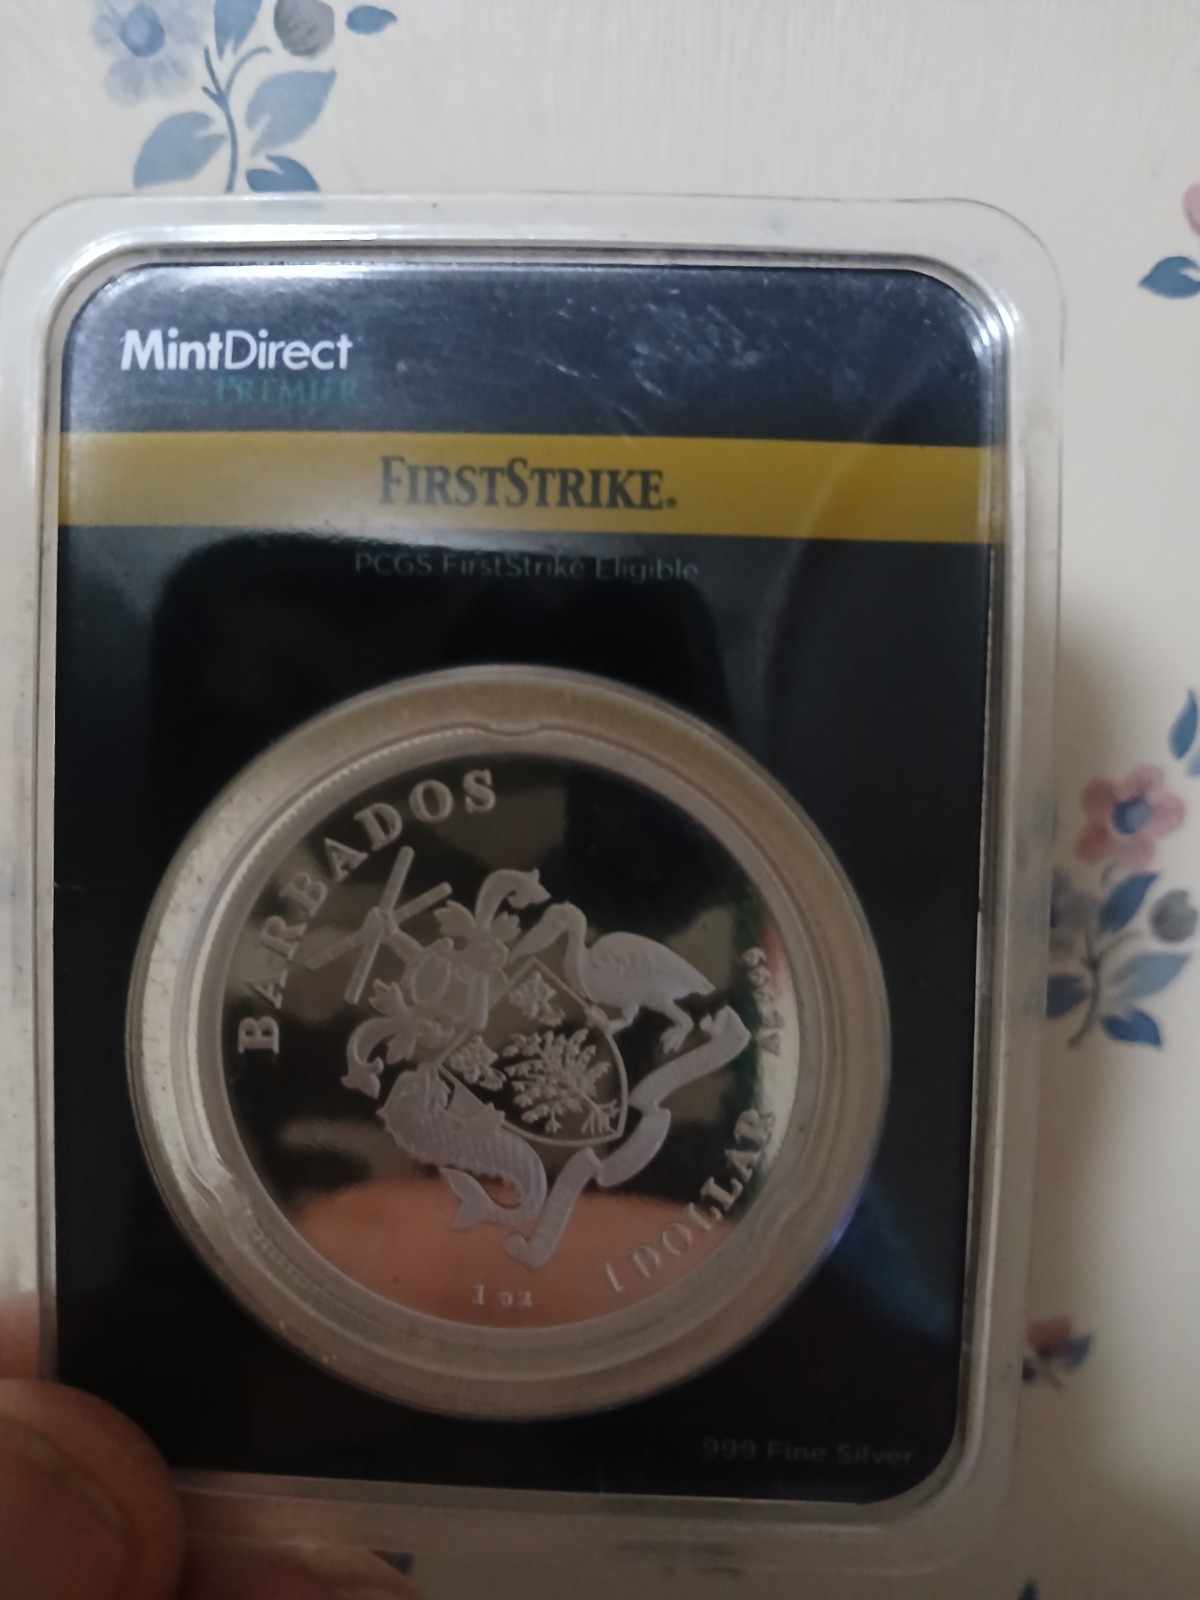 MintDirect
PREMIER
FIRSTSTRIKE®
PCGS FirstStrike Eligible
BARBADOS
Ag 999
1 DOLLAR
1 oz
.999 Fine Silver